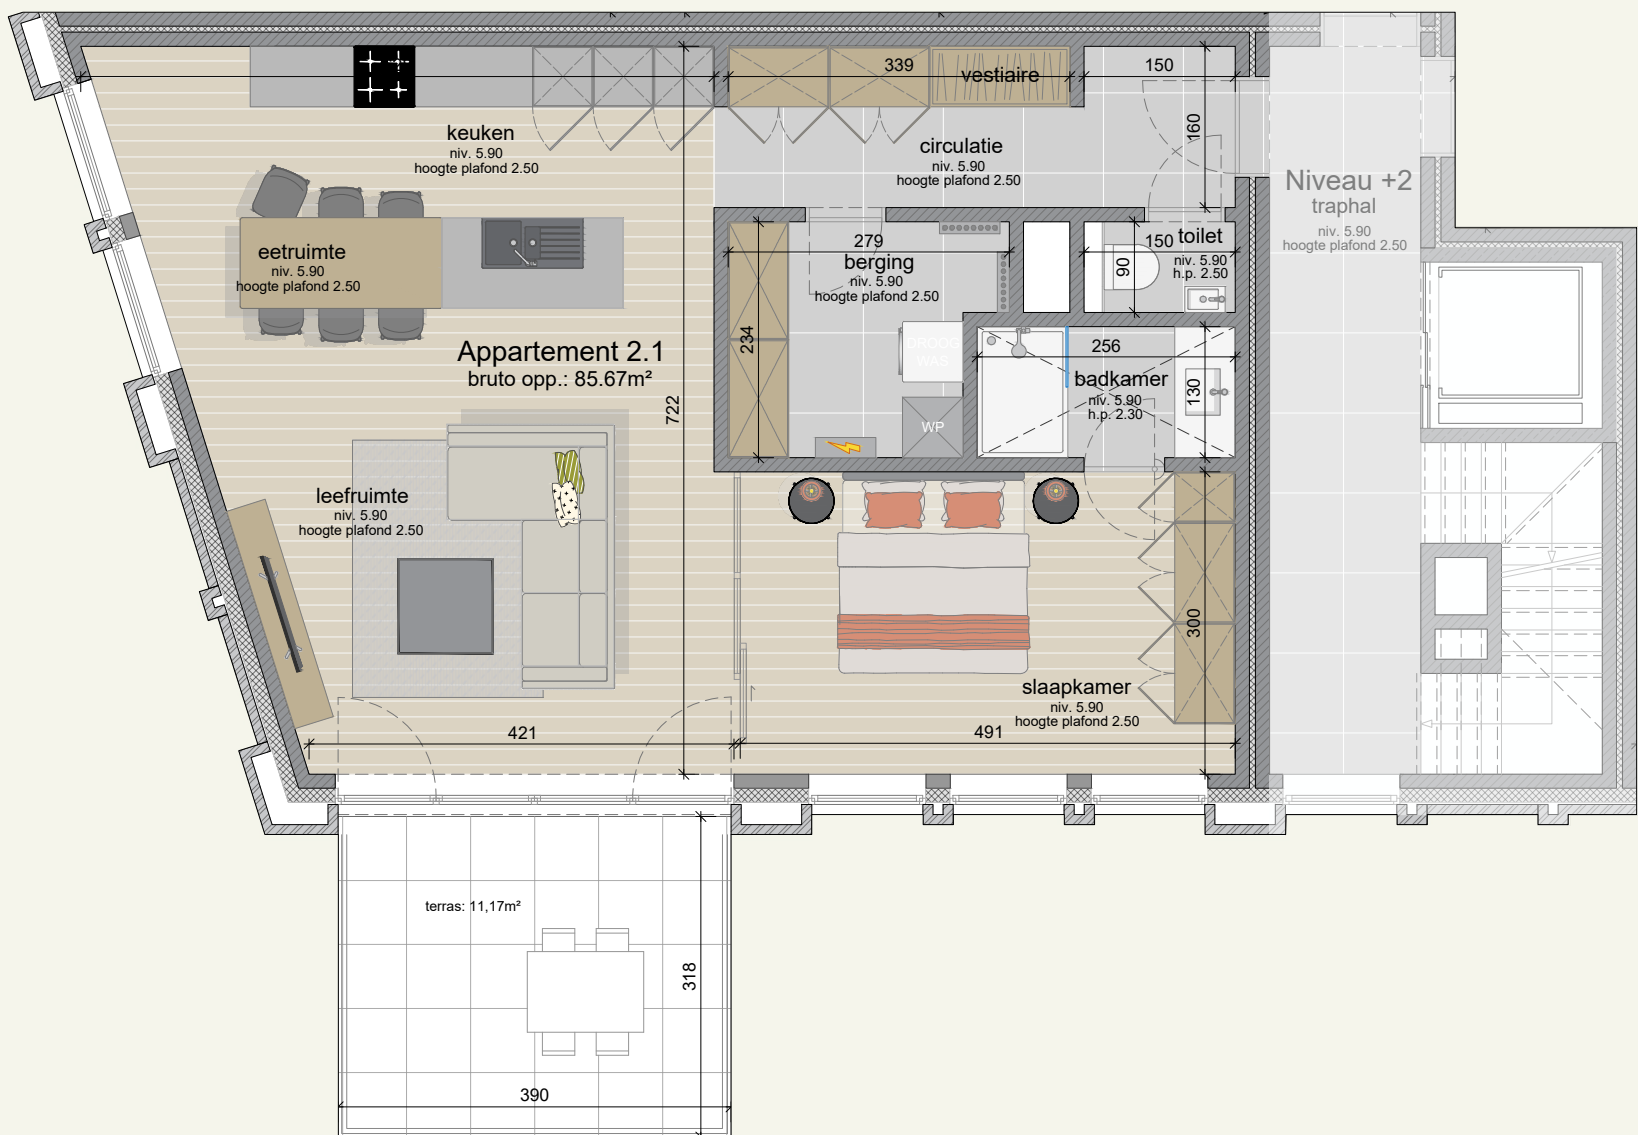 339
vestiaire
150
keuken
niv. 5.90
hoogte plafond 2.50
circulatie
niv. 5.90
hoogte plafond 2.50
160
Niveau +2
traphal
niv. 5.90
hoogte plafond 2.50
eetruimte
niv. 5.90
hoogte plafond 2.50
279
berging
niv. 5.90
hoogte plafond 2.50
150
toilet
niv. 5.90
h.p. 2.50
90
234
DROOG
WAS
256
badkamer
niv. 5.90
h.p. 2.30
130
Appartement 2.1
bruto opp.: 85.67m²
722
WP
leefruimte
niv. 5.90
hoogte plafond 2.50
300
slaapkamer
niv. 5.90
hoogte plafond 2.50
421
491
terras: 11,17m²
318
390